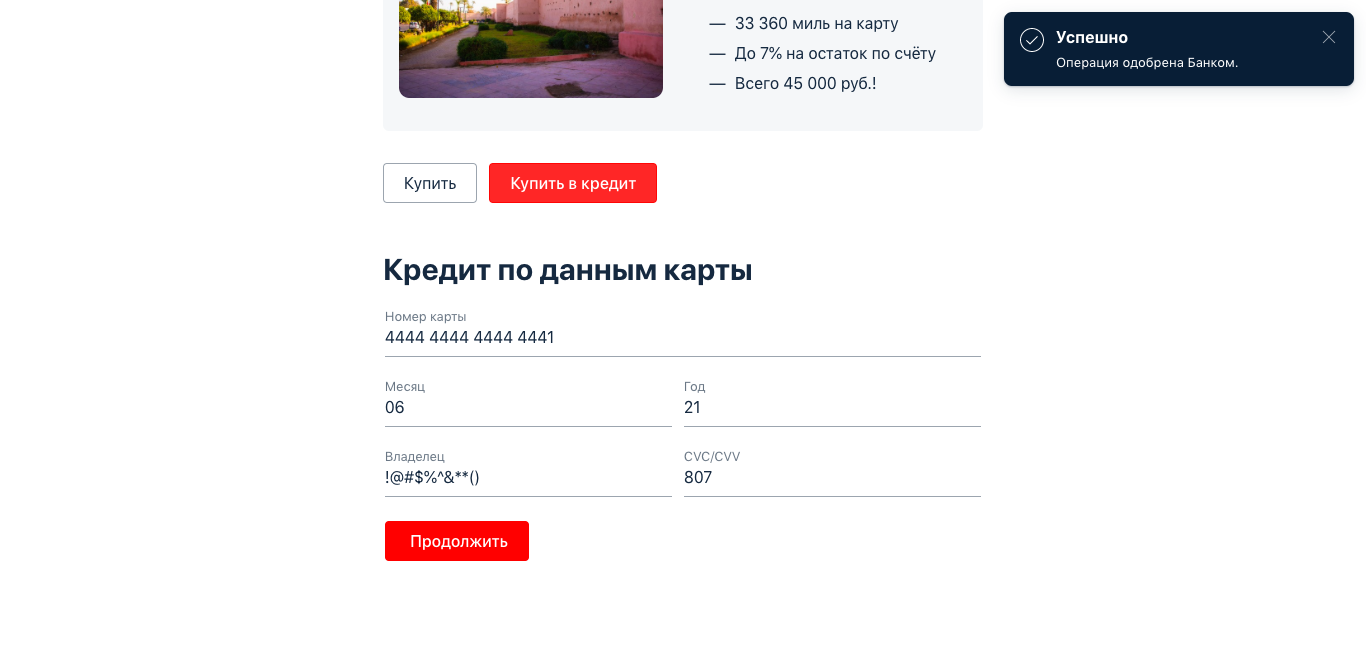 — 33 360 миль на карту
— До 7% на остаток по счёту
— Всего 45 000 руб.!
Успешно
Операция одобрена Банком.
Купить
Купить в кредит
Кредит по данным карты
Номер карты
4444 4444 4444 4441
Месяц
06
Год
21
Владелец
!@#$%^&**()
CVC/CVV
807
Продолжить